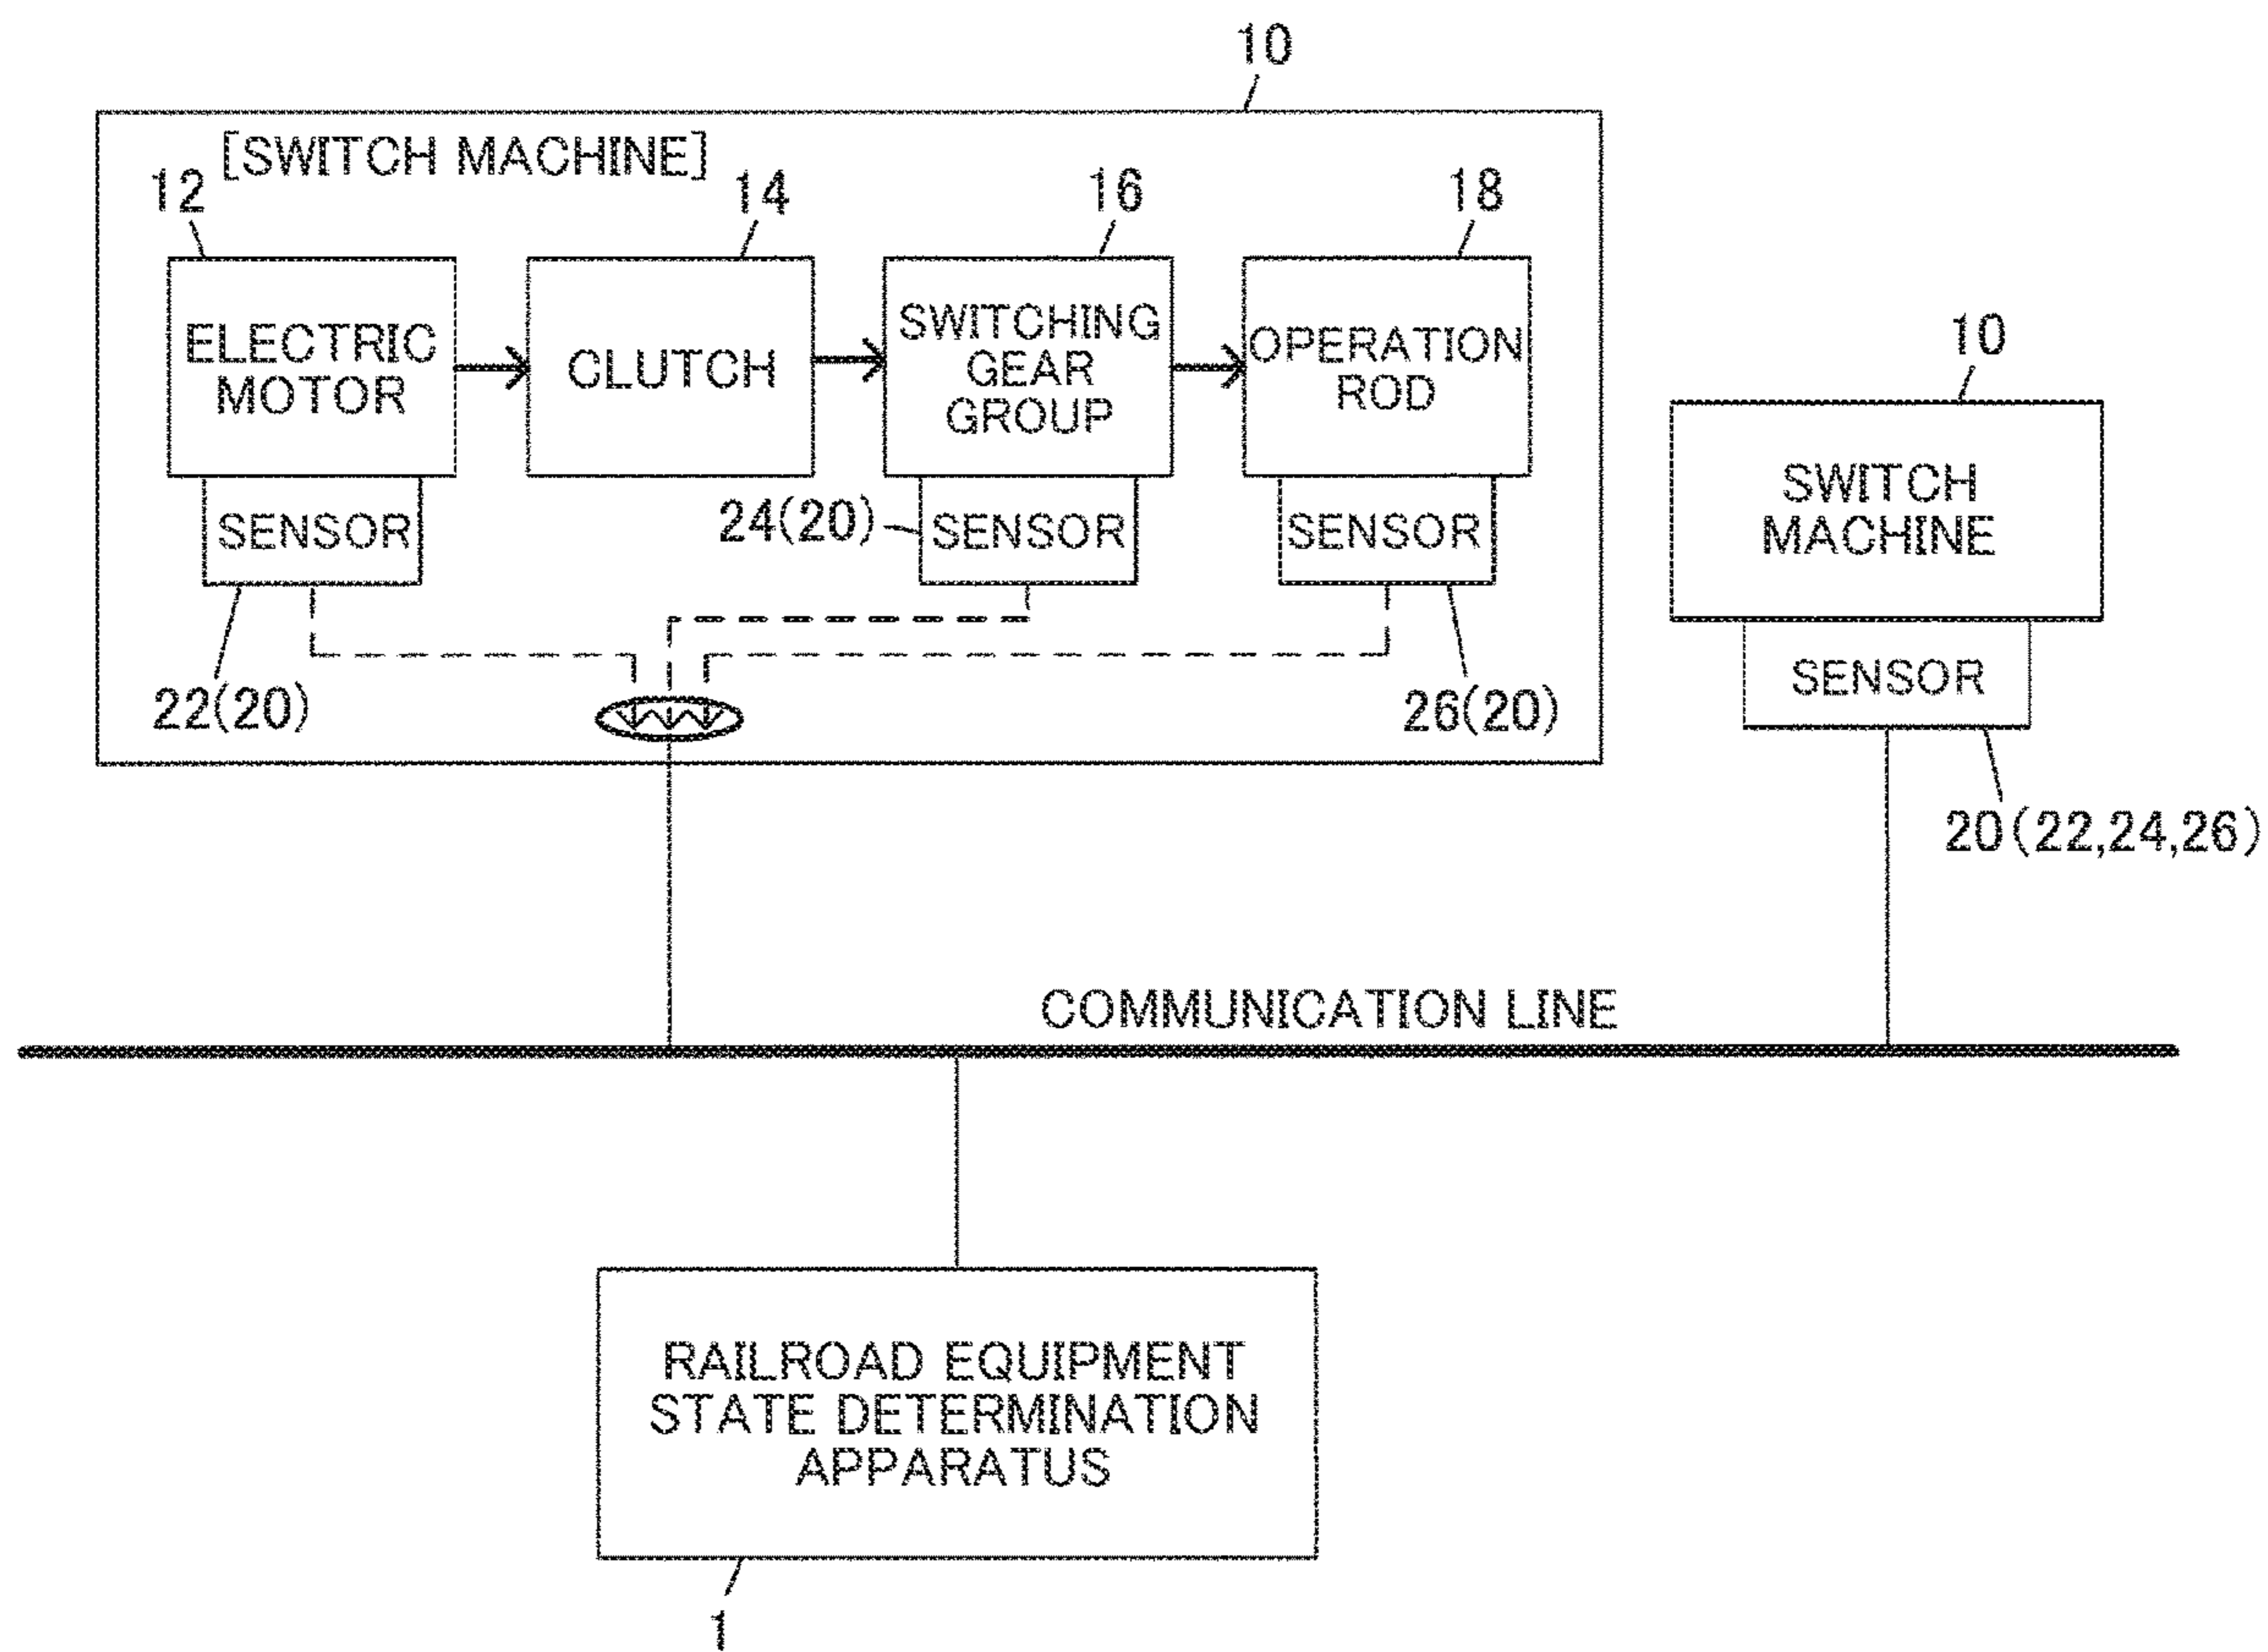 10
[SWITCH MACHINE]
12
14
16
18
ELECTRIC
MOTOR
CLUTCH
SWITCHING
GEAR
GROUP
OPERATION
ROD
SENSOR
24(20)
SENSOR
SENSOR
22(20)
26(20)
10
SWITCH
MACHINE
SENSOR
20(22,24,26)
COMMUNICATION LINE
RAILROAD EQUIPMENT
STATE DETERMINATION
APPARATUS
1